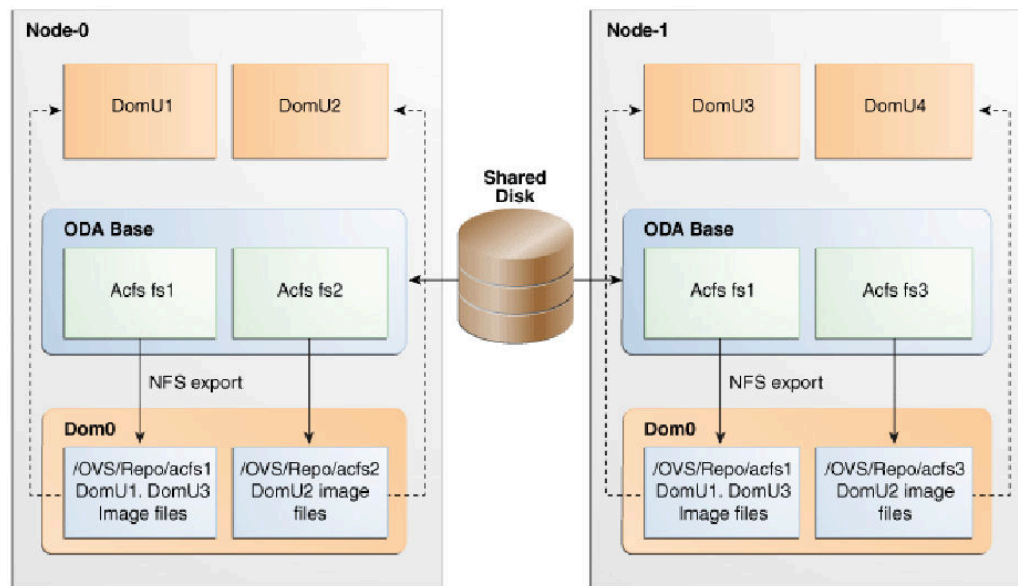 Node-0
DomU1
DomU2
ODA Base
Acfs fs1
Acfs fs2
NFS export
Dom0
/OVS/Repo/acfs1
DomU1. DomU3
Image files
/OVS/Repo/acfs2
DomU2 image
files
Shared
Disk
Node-1
DomU3
DomU4
ODA Base
Acfs fs1
Acfs fs3
NFS export
Dom0
/OVS/Repo/acfs1
DomU1. DomU3
Image files
/OVS/Repo/acfs3
DomU2 image
files